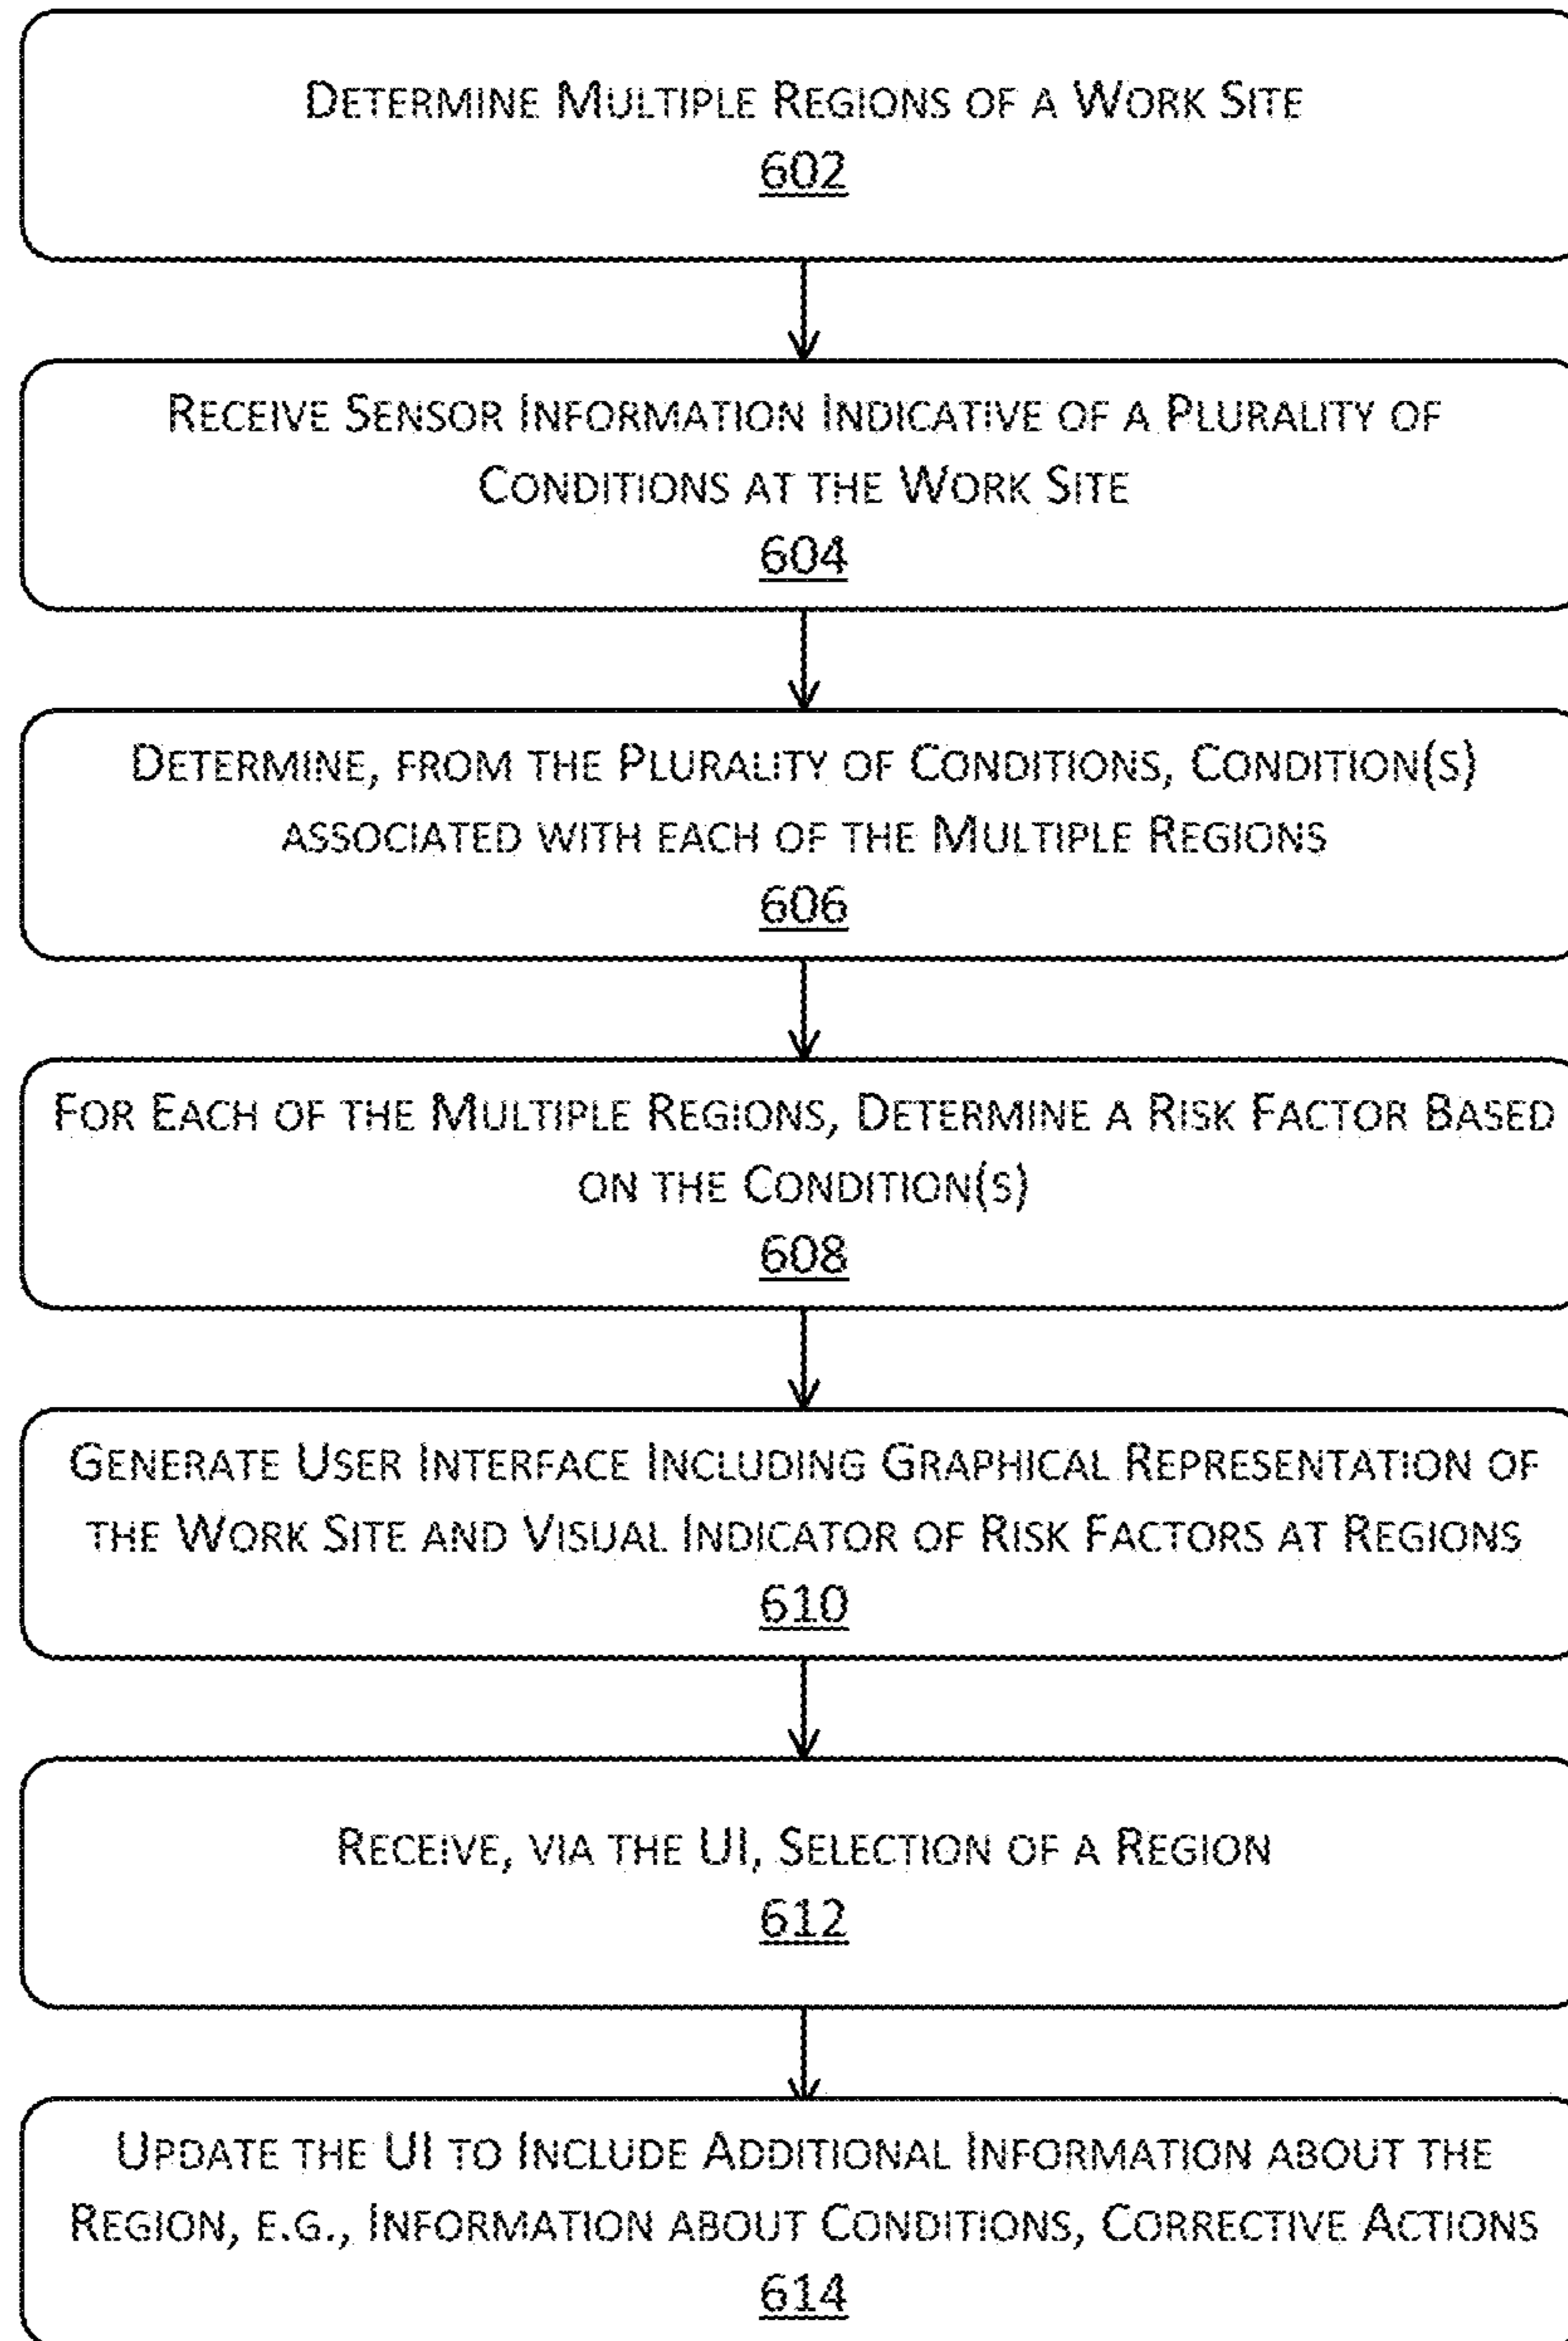 DETERMINE MULTIPLE REGIONS OF A WORK SITE
602
RECEIVE SENSOR INFORMATION INDICATIVE OF A PLURALITY OF
CONDITIONS AT THE WORK SITE
604
DETERMINE, FROM THE PLURALITY OF CONDITIONS, CONDITION(S)
ASSOCIATED WITH EACH OF THE MULTIPLE REGIONS
606
FOR EACH OF THE MULTIPLE REGIONS, DETERMINE A RISK FACTOR BASED
ON THE CONDITION(S)
608
GENERATE USER INTERFACE INCLUDING GRAPHICAL REPRESENTATION OF
THE WORK SITE AND VISUAL INDICATOR OF RISK FACTORS AT REGIONS
610
RECEIVE, VIA THE UI, SELECTION OF A REGION
612
UPDATE THE UI TO INCLUDE ADDITIONAL INFORMATION ABOUT THE
REGION, E.G., INFORMATION ABOUT CONDITIONS, CORRECTIVE ACTIONS
614